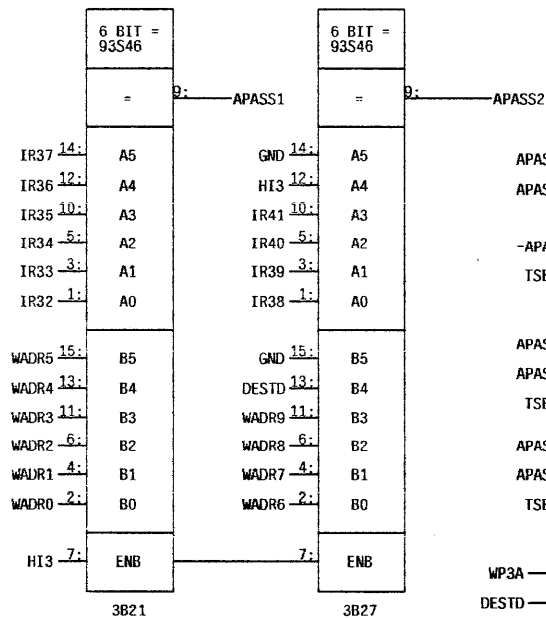 6 BIT = 6 BIT =
93S46 93S46
= 9: APASS1 = 9: APASS2
IR37 14: A5 GND 14: A5
IR36 12: A4 HI3 12: A4
IR35 10: A3 IR41 10: A3
IR34 5: A2 IR40 5: A2
IR33 3: A1 IR39 3: A1
IR32 1: A0 IR38 1: A0
WADR5 15: B5 GND 15: B5
WADR4 13: B4 DESTD 13: B4
WADR3 11: B3 WADR9 11: B3
WADR2 6: B2 WADR8 6: B2
WADR1 4: B1 WADR7 4: B1
WADR0 2: B0 WADR6 2: B0
HI3 7: ENB 7: ENB
3B21 3B27
WP3A
DESTD